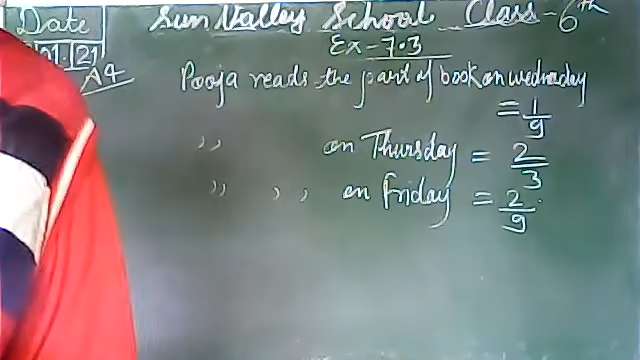 Date
Sun Valley School Class - 6th
01.|21
Ex - 7.3
A4
Pooja reads the part of book on wednesday
= 1/9
,, on Thursday = 2/3
,, ,, on Friday = 2/9